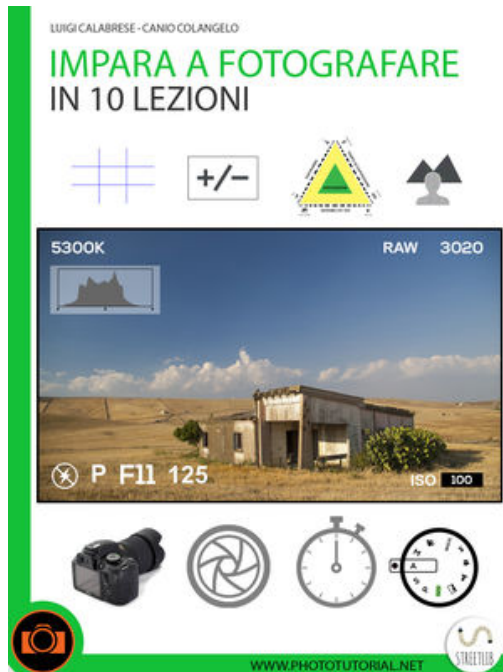 LUIGI CALABRESE - CANIO COLANGELO
IMPARA A FOTOGRAFARE
IN 10 LEZIONI
+/-
5300K RAW 3020
P F11 125 ISO 100
WWW.PHOTOTUTORIAL.NET
STREETLIB